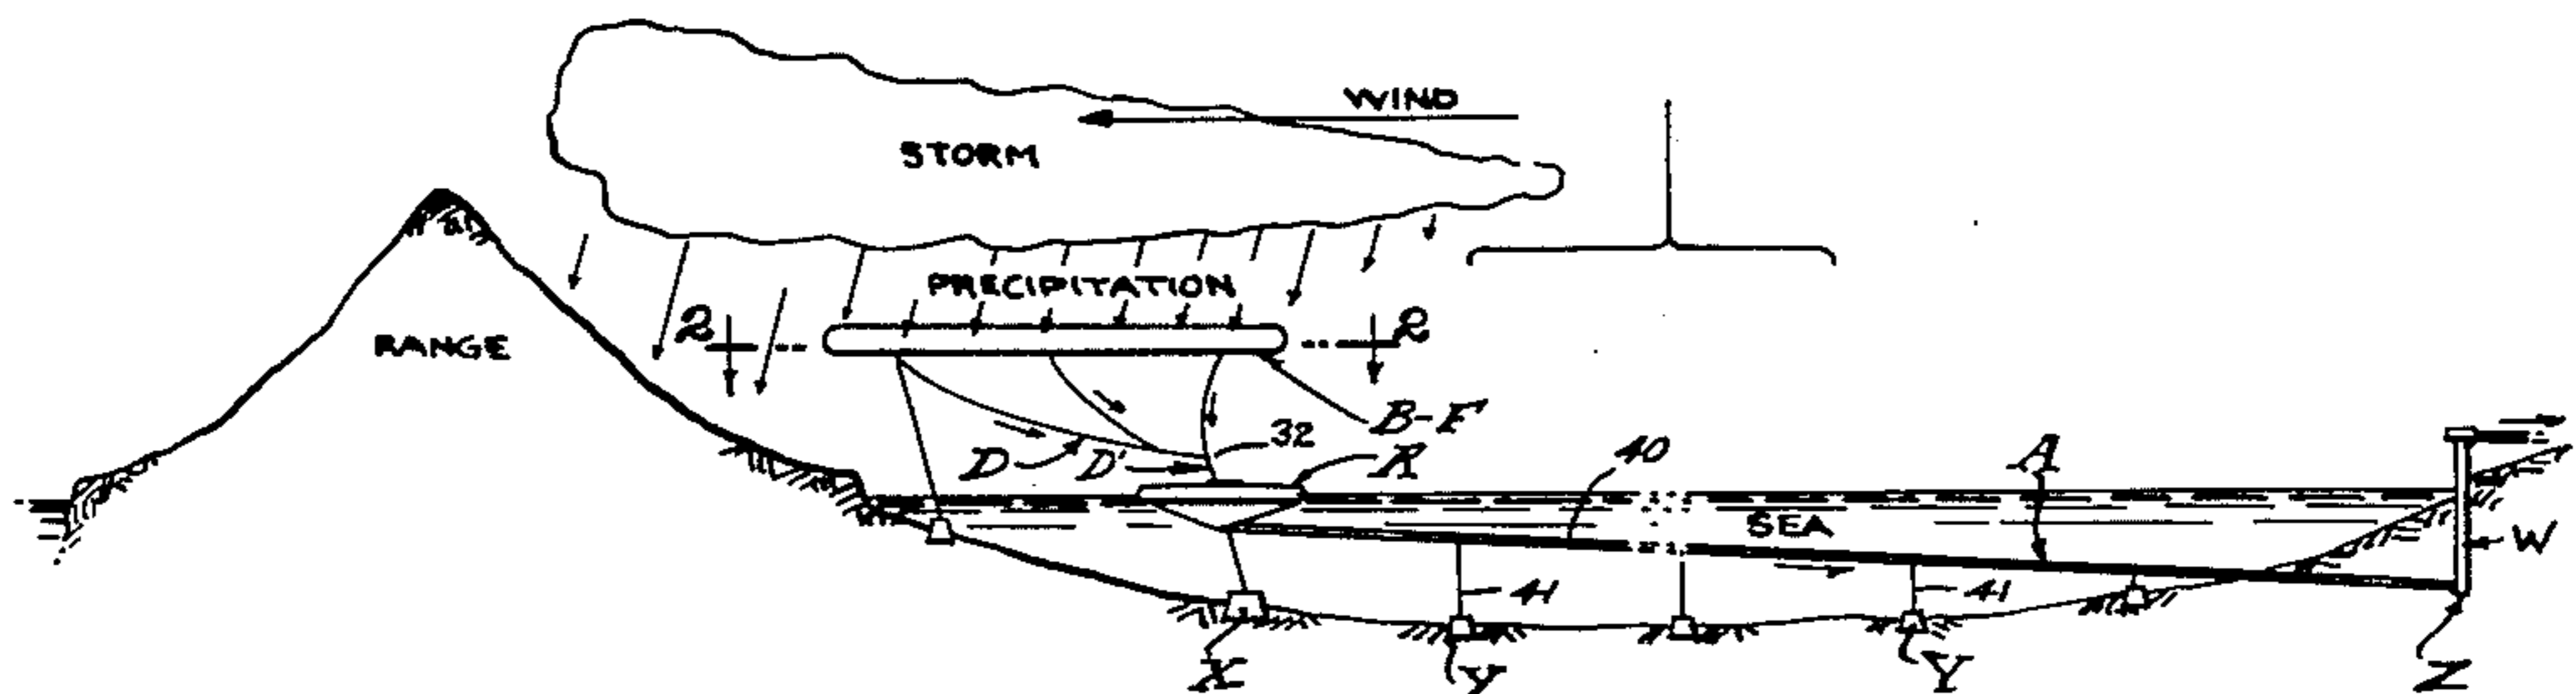 WIND
STORM
PRECIPITATION
2 2
RANGE
B-F
32
D D' R 40 A
SEA
W
41 41
X Y Y Z